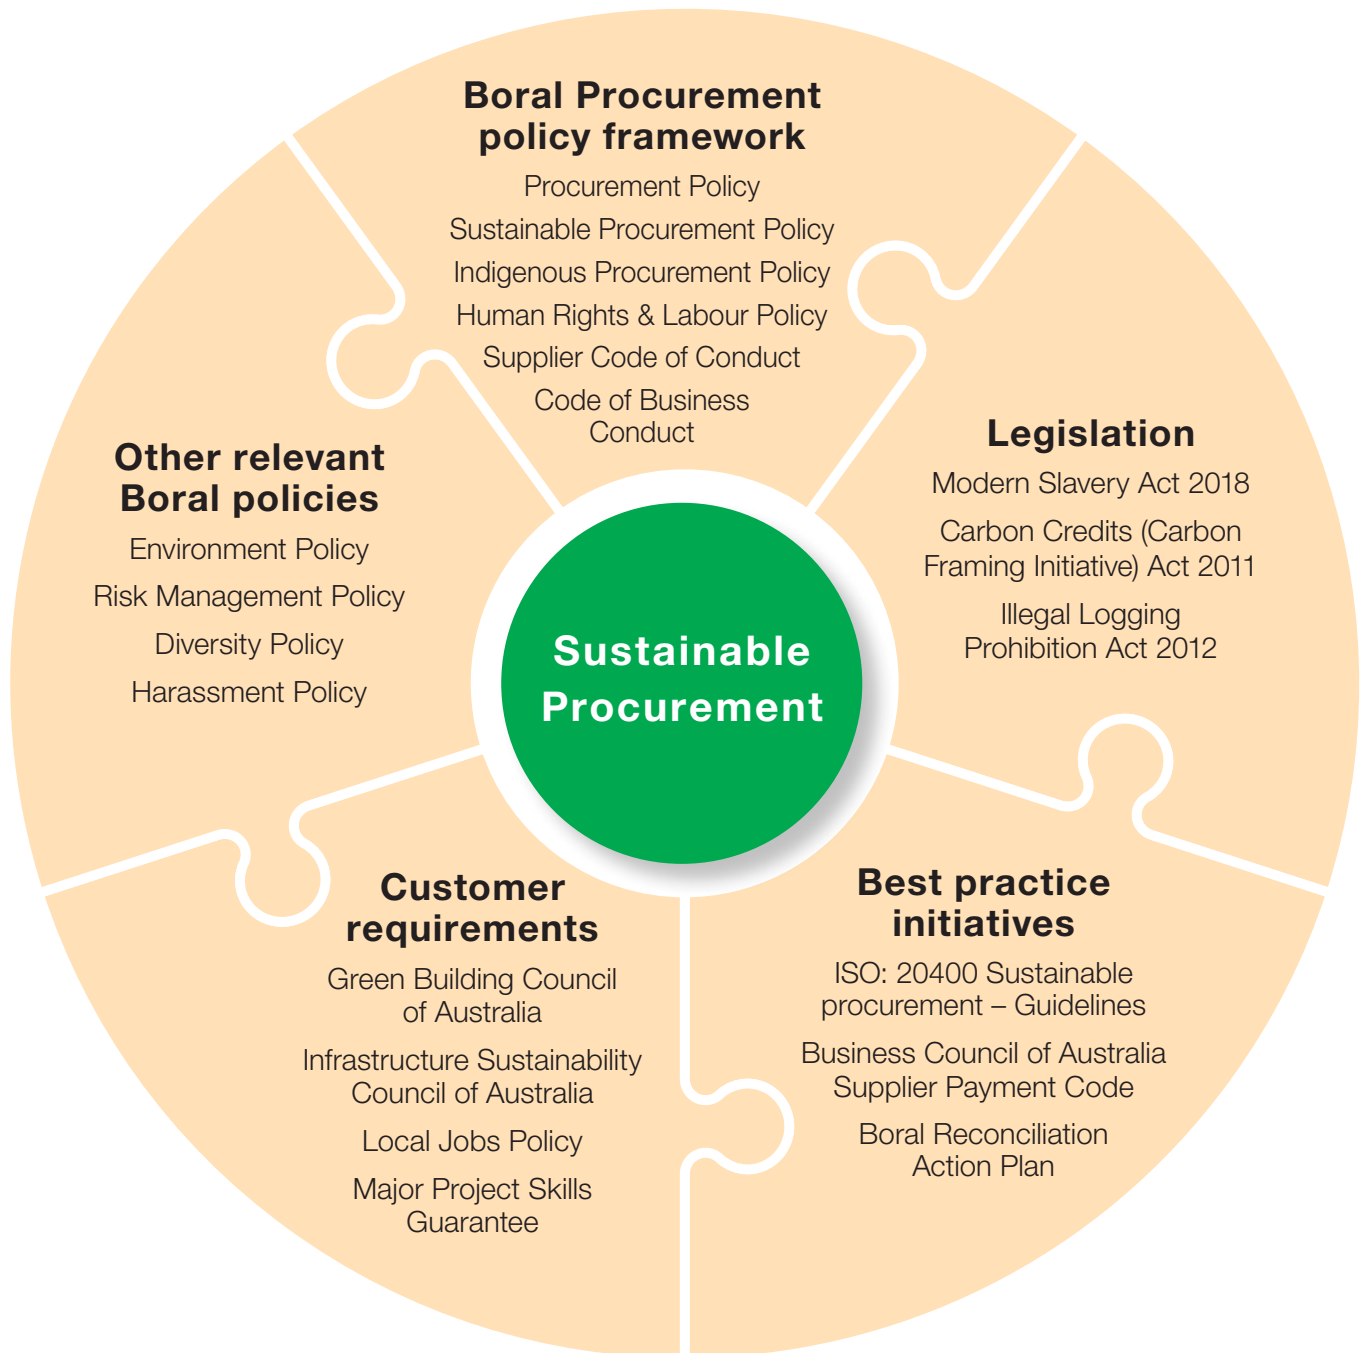 Boral Procurement
policy framework
Procurement Policy
Sustainable Procurement Policy
Indigenous Procurement Policy
Human Rights & Labour Policy
Supplier Code of Conduct
Code of Business
Conduct
Legislation
Modern Slavery Act 2018
Carbon Credits (Carbon
Framing Initiative) Act 2011
Illegal Logging
Prohibition Act 2012
Best practice
initiatives
ISO: 20400 Sustainable
procurement – Guidelines
Business Council of Australia
Supplier Payment Code
Boral Reconciliation
Action Plan
Customer
requirements
Green Building Council
of Australia
Infrastructure Sustainability
Council of Australia
Local Jobs Policy
Major Project Skills
Guarantee
Other relevant
Boral policies
Environment Policy
Risk Management Policy
Diversity Policy
Harassment Policy
Sustainable
Procurement